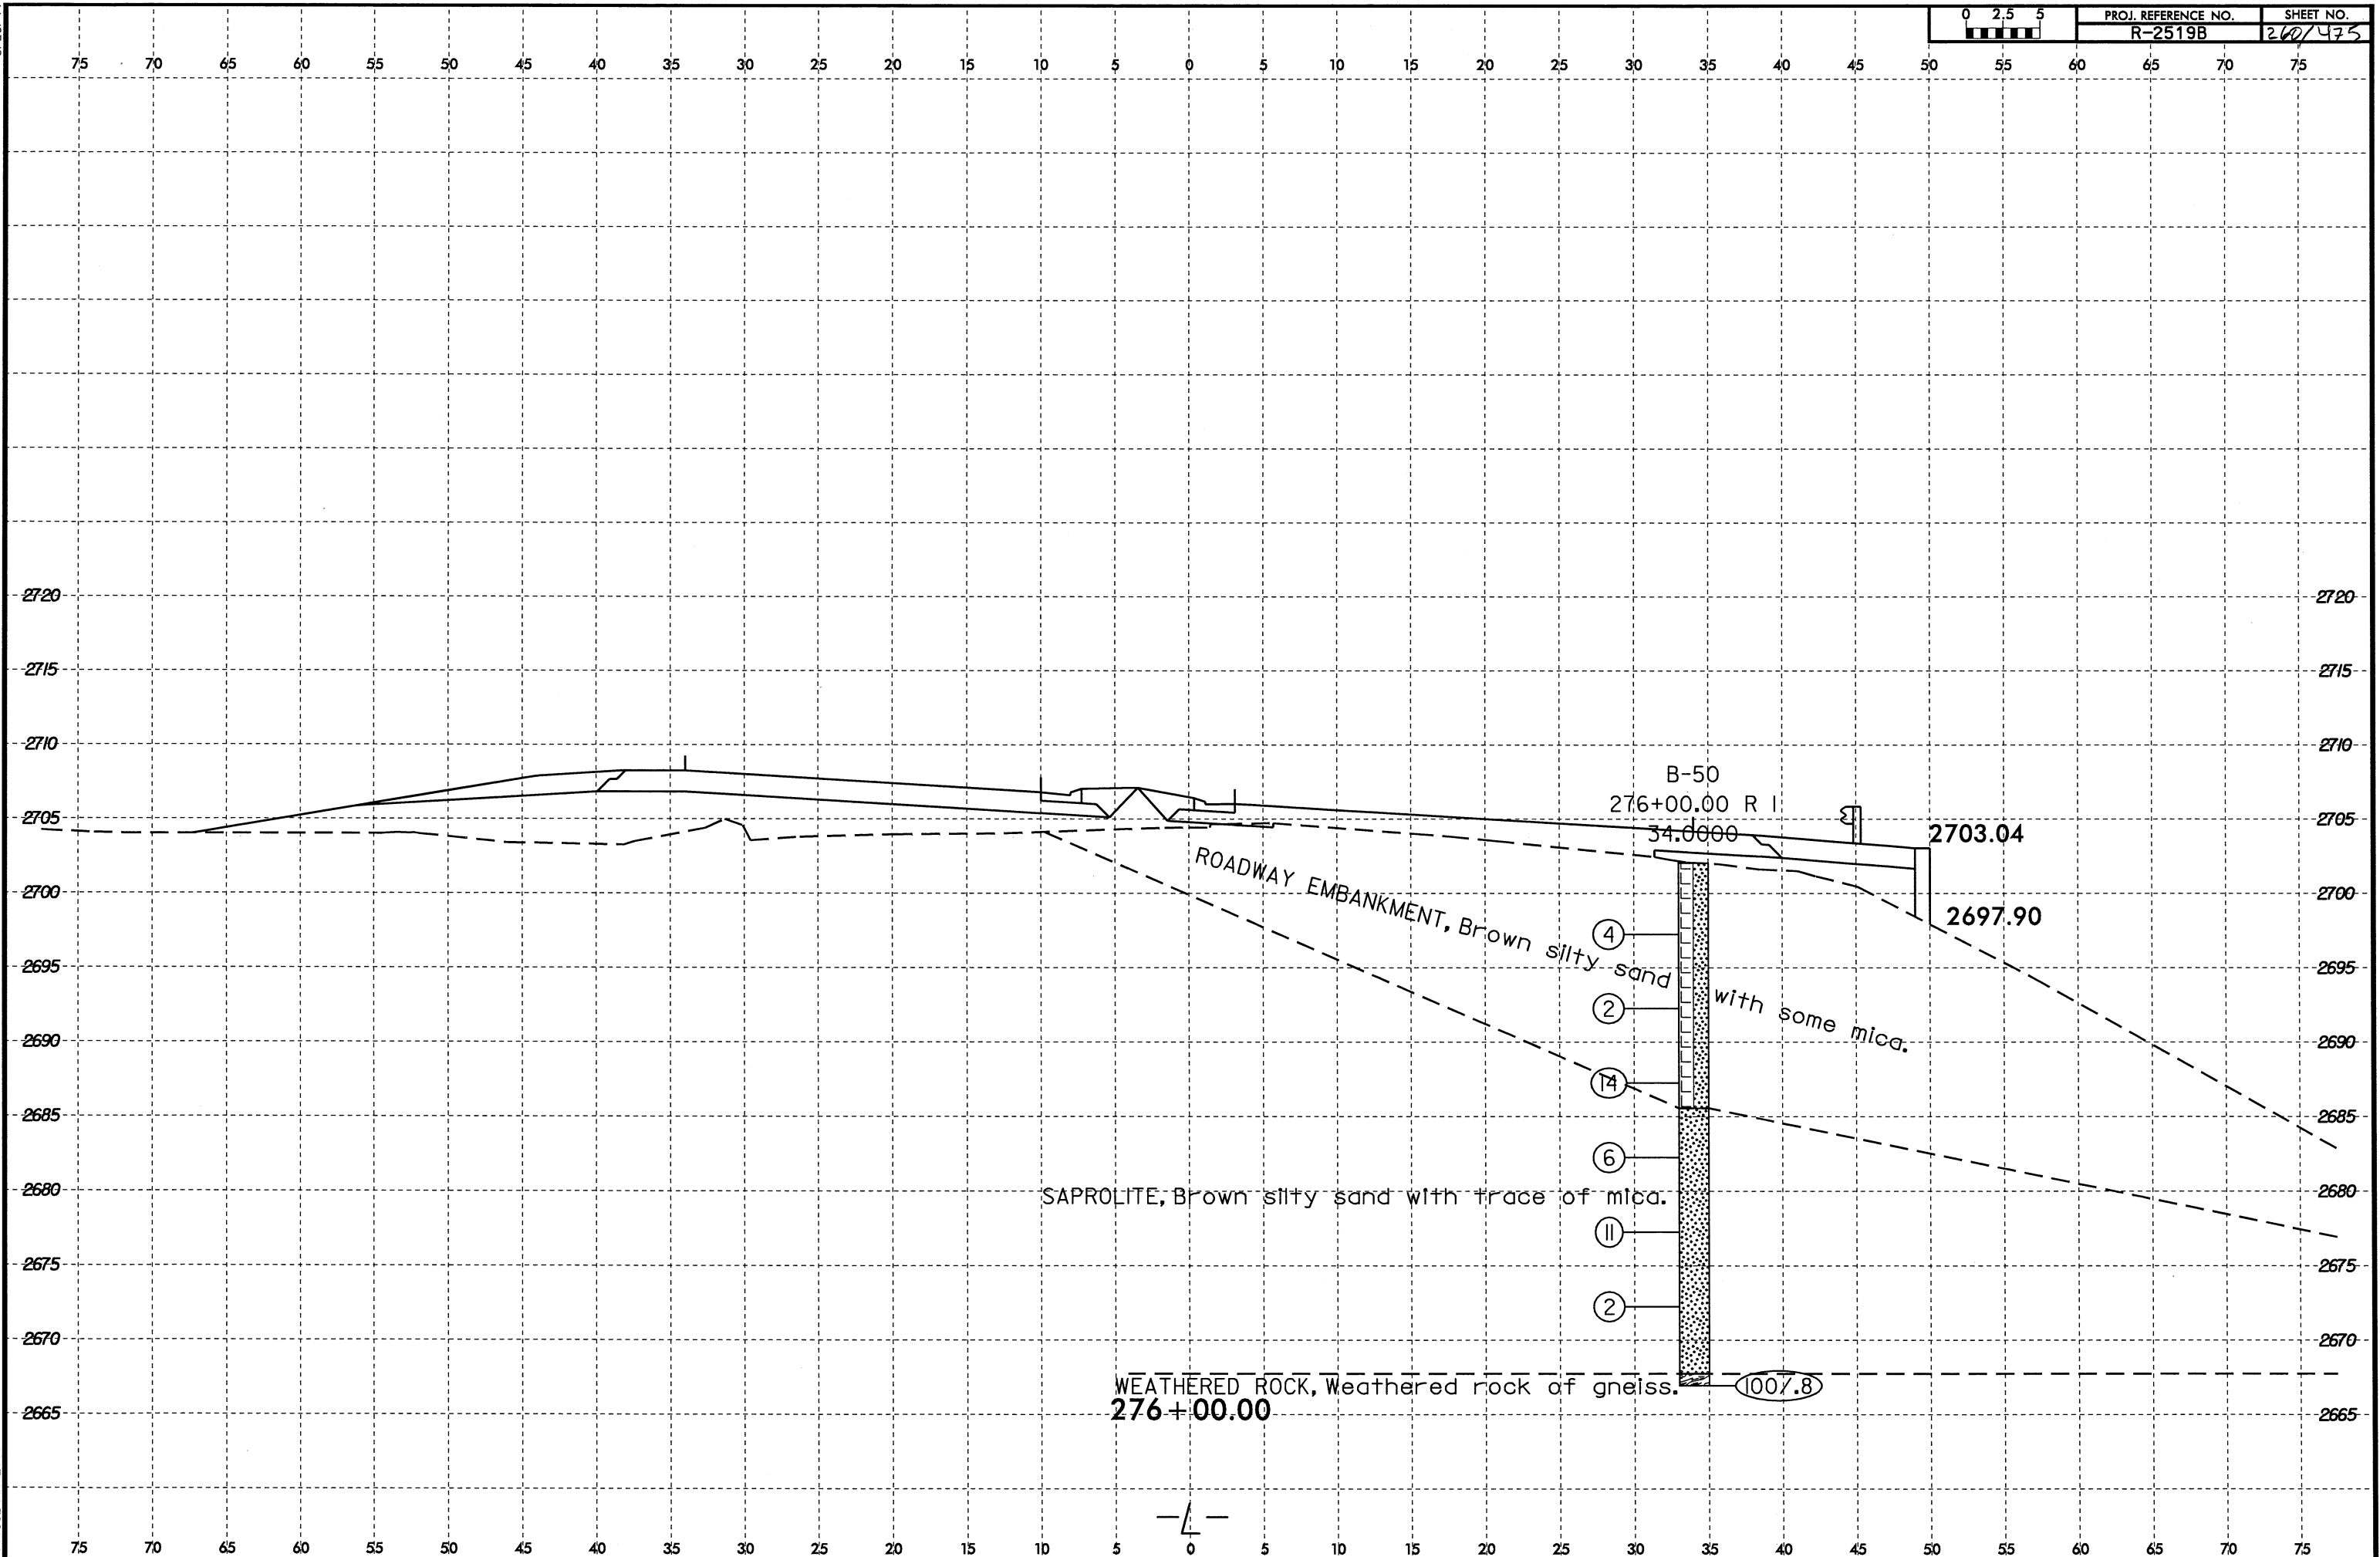 0 2.5 5
PROJ. REFERENCE NO.
SHEET NO.
R-2519B
260/475
75 70 65 60 55 50 45 40 35 30 25 20 15 10 5 0 5 10 15 20 25 30 35 40 45 50 55 60 65 70 75
2720 2720
2715 2715
2710 2710
B-50
276+00.00 R I
34.0000
2705 2705
2703.04
2700 2700
2697.90
ROADWAY EMBANKMENT, Brown silty sand with some mica.
4
2695 2695
2
2690 2690
14
2685 2685
6
2680 2680
SAPROLITE, Brown silty sand with trace of mica.
11
2675 2675
2
2670 2670
WEATHERED ROCK, Weathered rock of gneiss.
100/.8
276+00.00
2665 2665
-L-
75 70 65 60 55 50 45 40 35 30 25 20 15 10 5 0 5 10 15 20 25 30 35 40 45 50 55 60 65 70 75